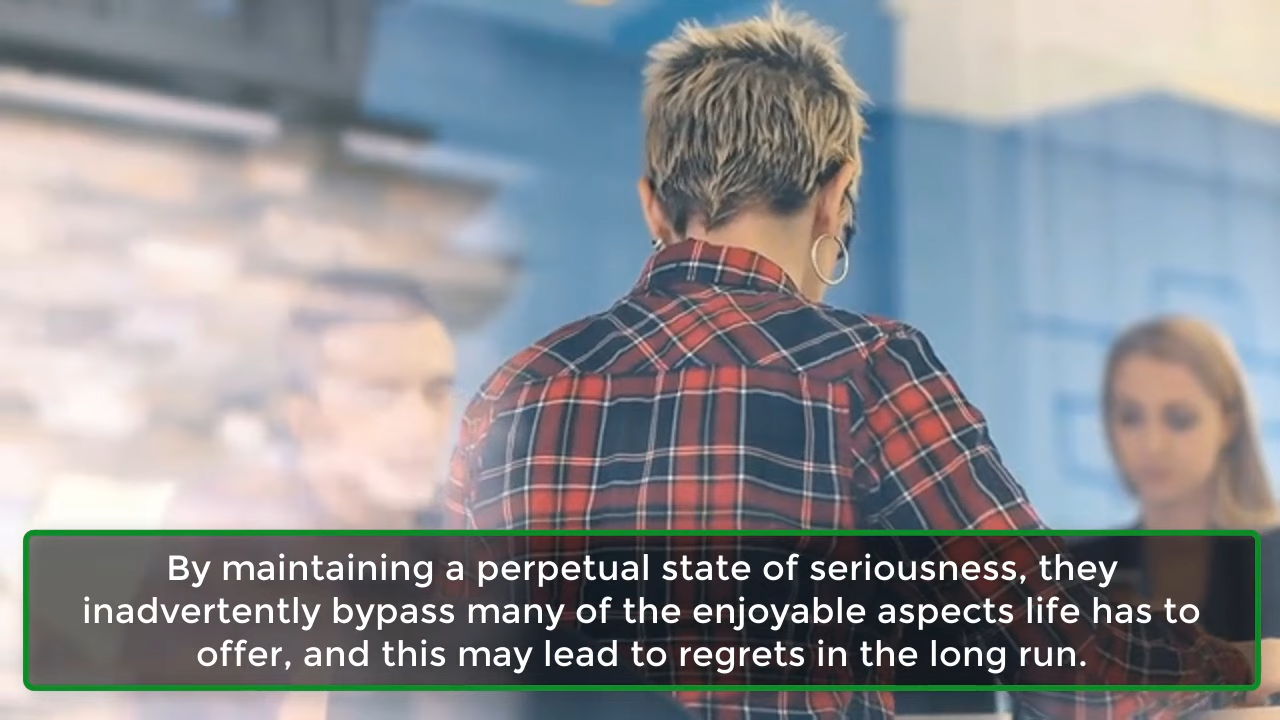 By maintaining a perpetual state of seriousness, they
inadvertently bypass many of the enjoyable aspects life has to
offer, and this may lead to regrets in the long run.